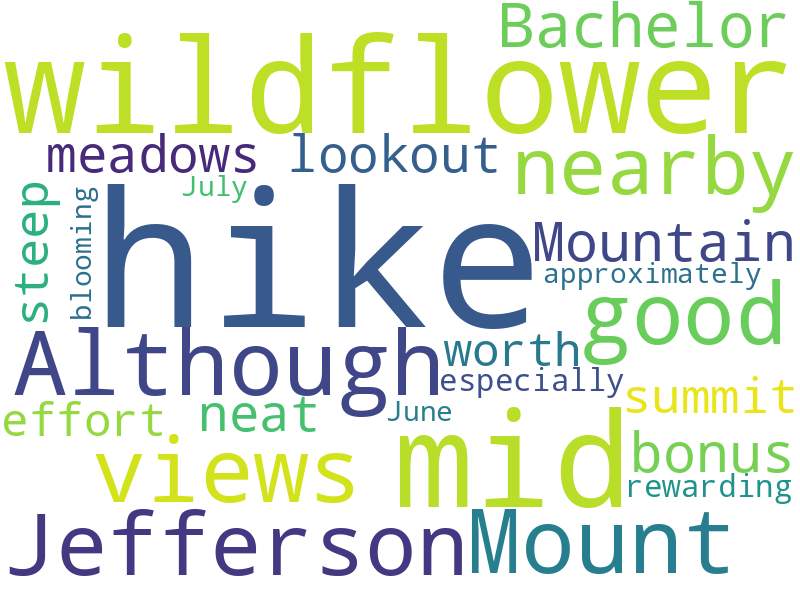 Bachelor
wildflower
meadows lookout nearby
July
steep blooming hike Mountain
approximately
good
Although worth
especially
effort neat June summit
views mid bonus
rewarding
Jefferson Mount